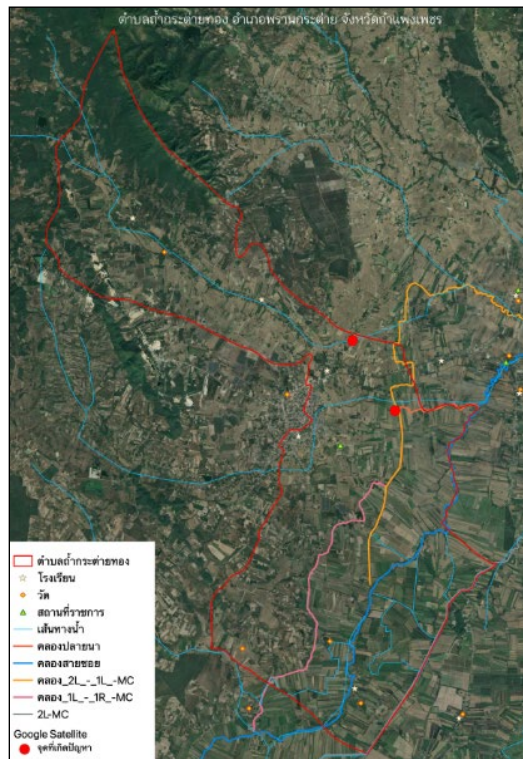 ตำบลถ้ำกระต่ายทอง อำเภอพรานกระต่าย จังหวัดกำแพงเพชร
ตำบลถ้ำกระต่ายทอง
โรงเรียน
วัด
สถานที่ราชการ
เส้นทางน้ำ
คลองปลายนา
คลองสายซอย
คลอง_2L_-_1L_-MC
คลอง_1L_-_1R_-MC
2L-MC
Google Satellite
จุดที่เกิดปัญหา